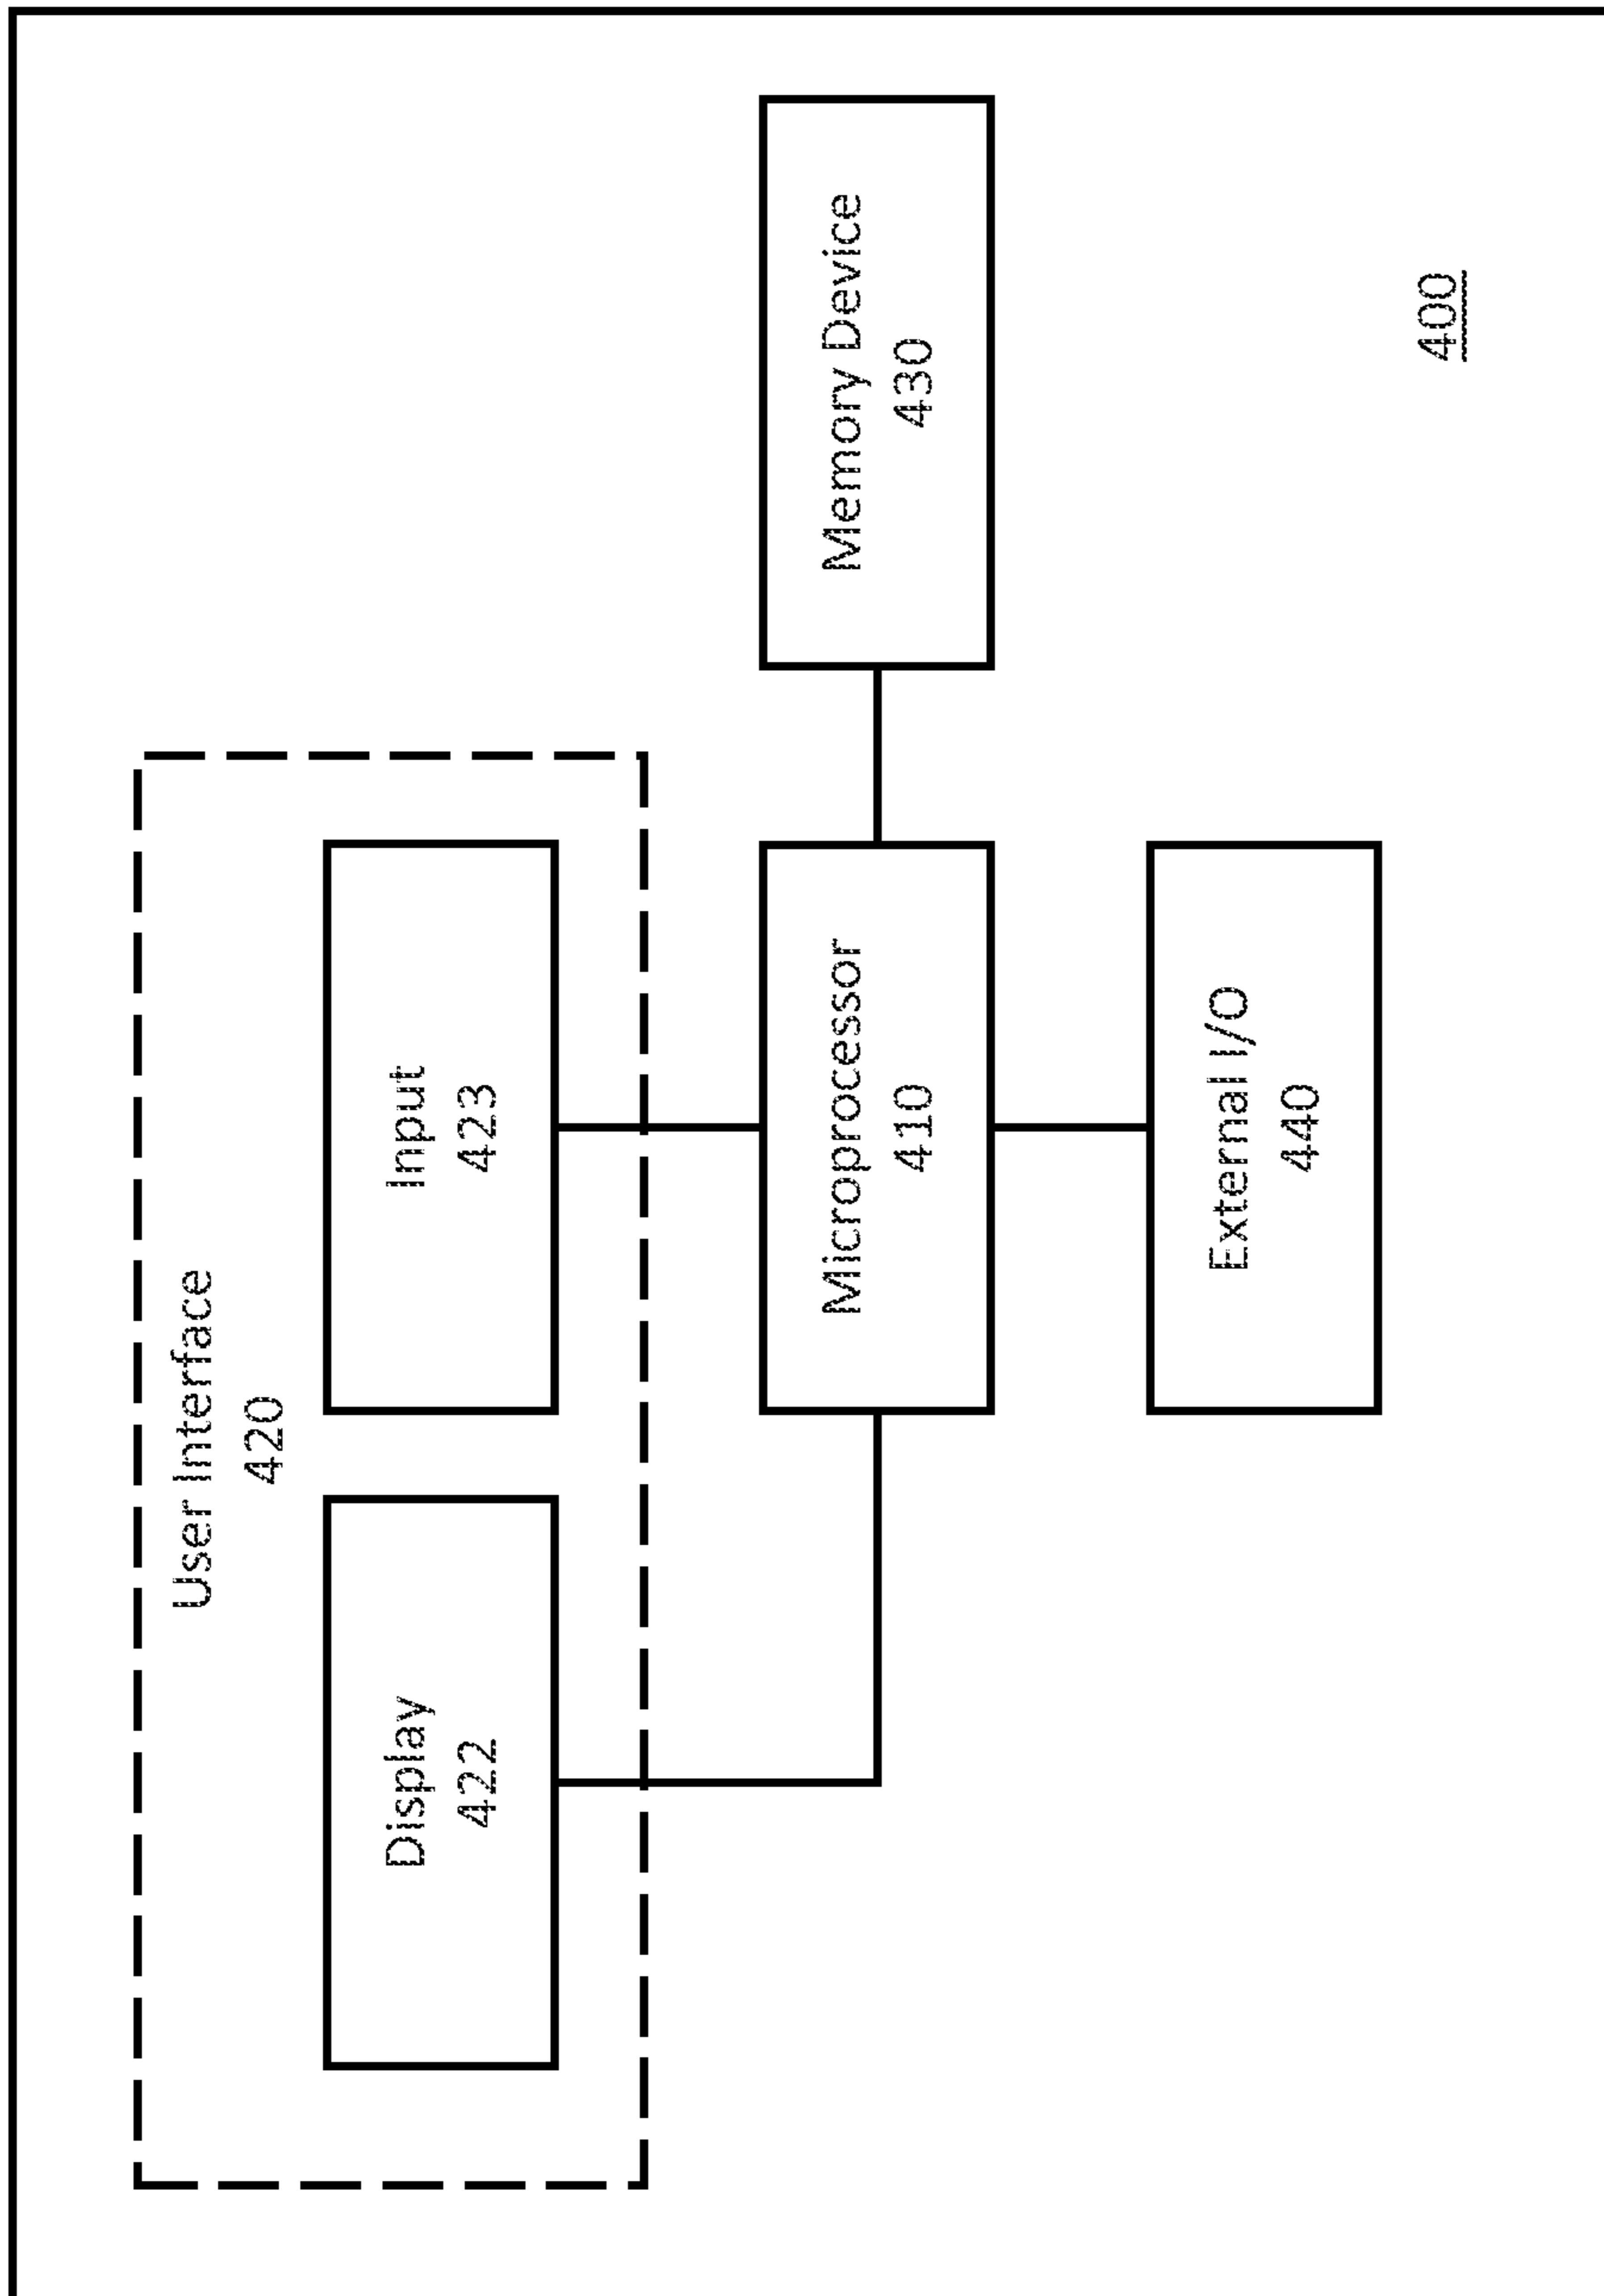 User Interface
420
Display
422
Input
423
Microprocessor
410
Memory Device
430
External I/O
440
400